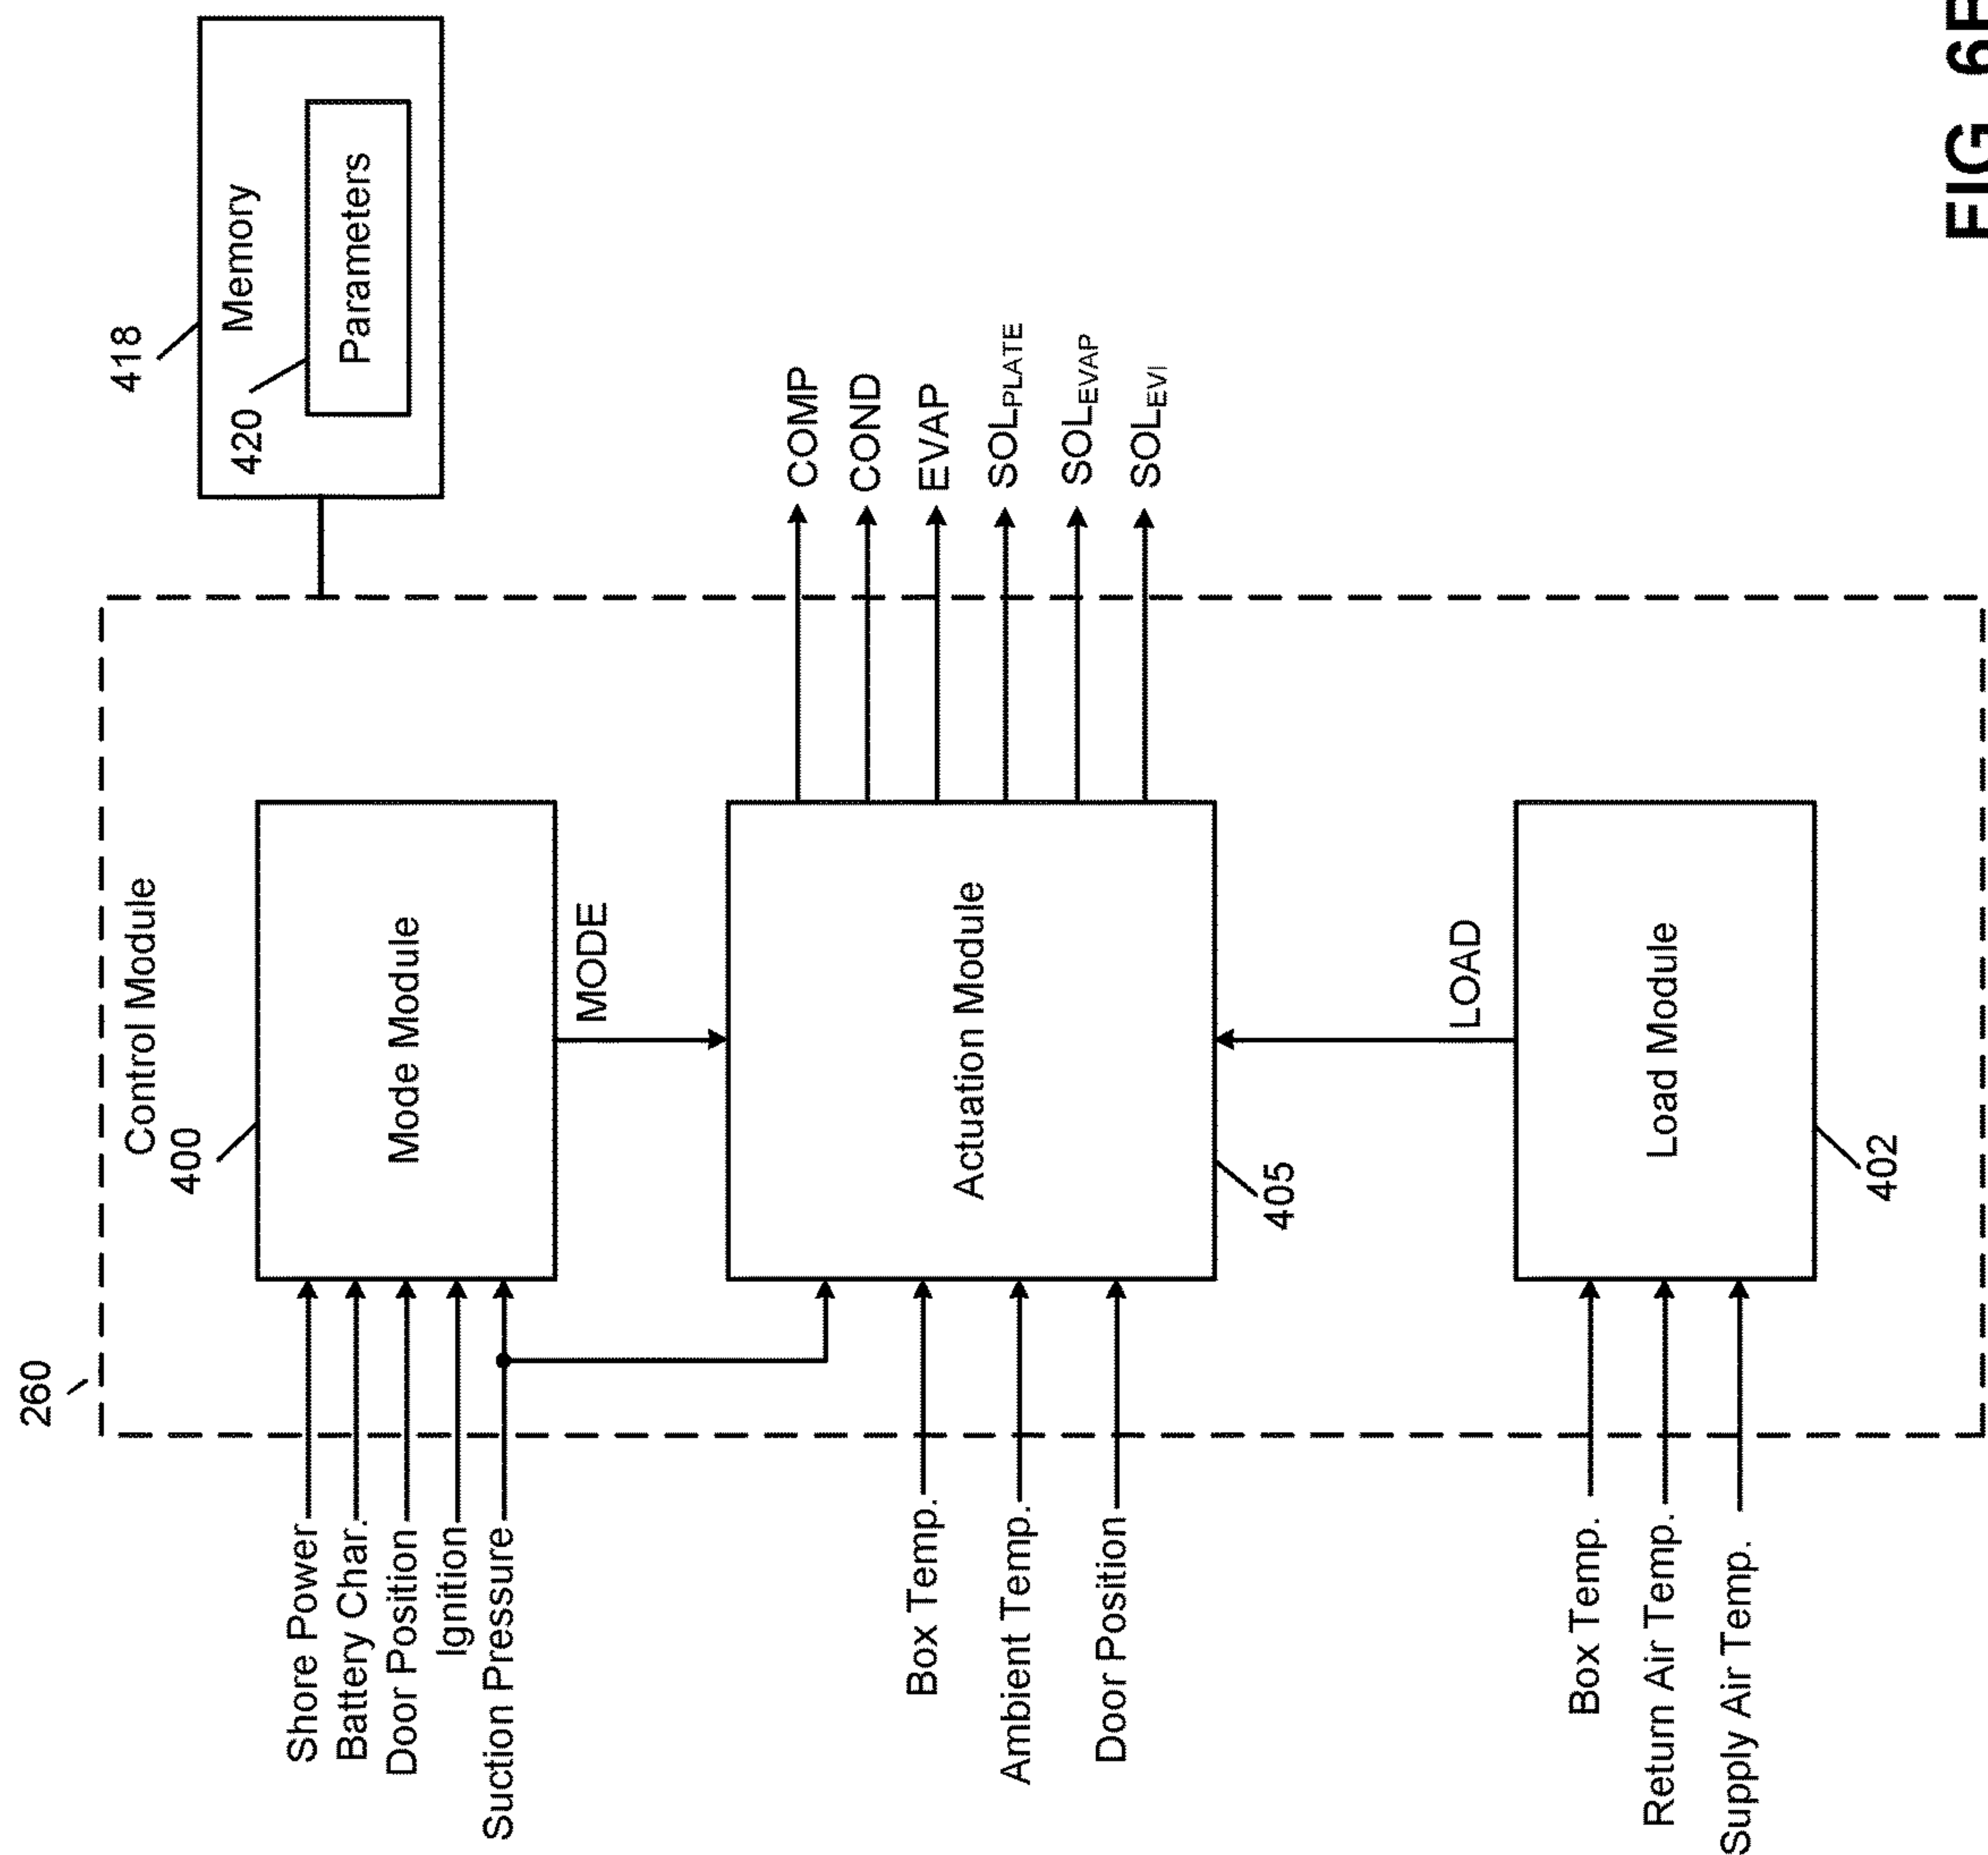 260
Control Module
418
Memory
420
Parameters
400
Mode Module
Shore Power
Battery Char.
Door Position
Ignition
Suction Pressure
MODE
Actuation Module
405
Box Temp.
Ambient Temp.
Door Position
COMP
COND
EVAP
SOLPLATE
SOLEVAP
SOLEVI
LOAD
Load Module
402
Box Temp.
Return Air Temp.
Supply Air Temp.
FIG